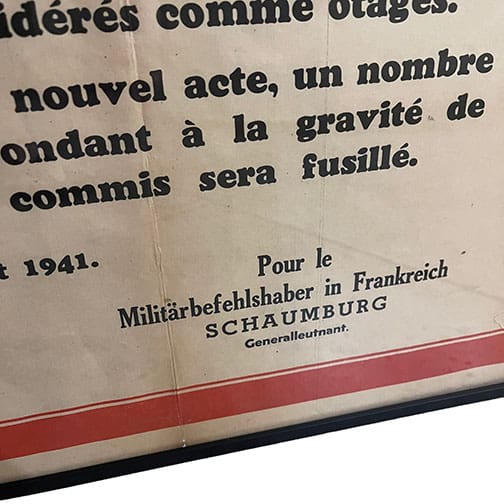 idérés comme otages.
nouvel acte, un nombre
ondant à la gravité de
commis sera fusillé.
t 1941.
Pour le
Militärbefehlshaber in Frankreich
SCHAUMBURG
Generalleutnant.